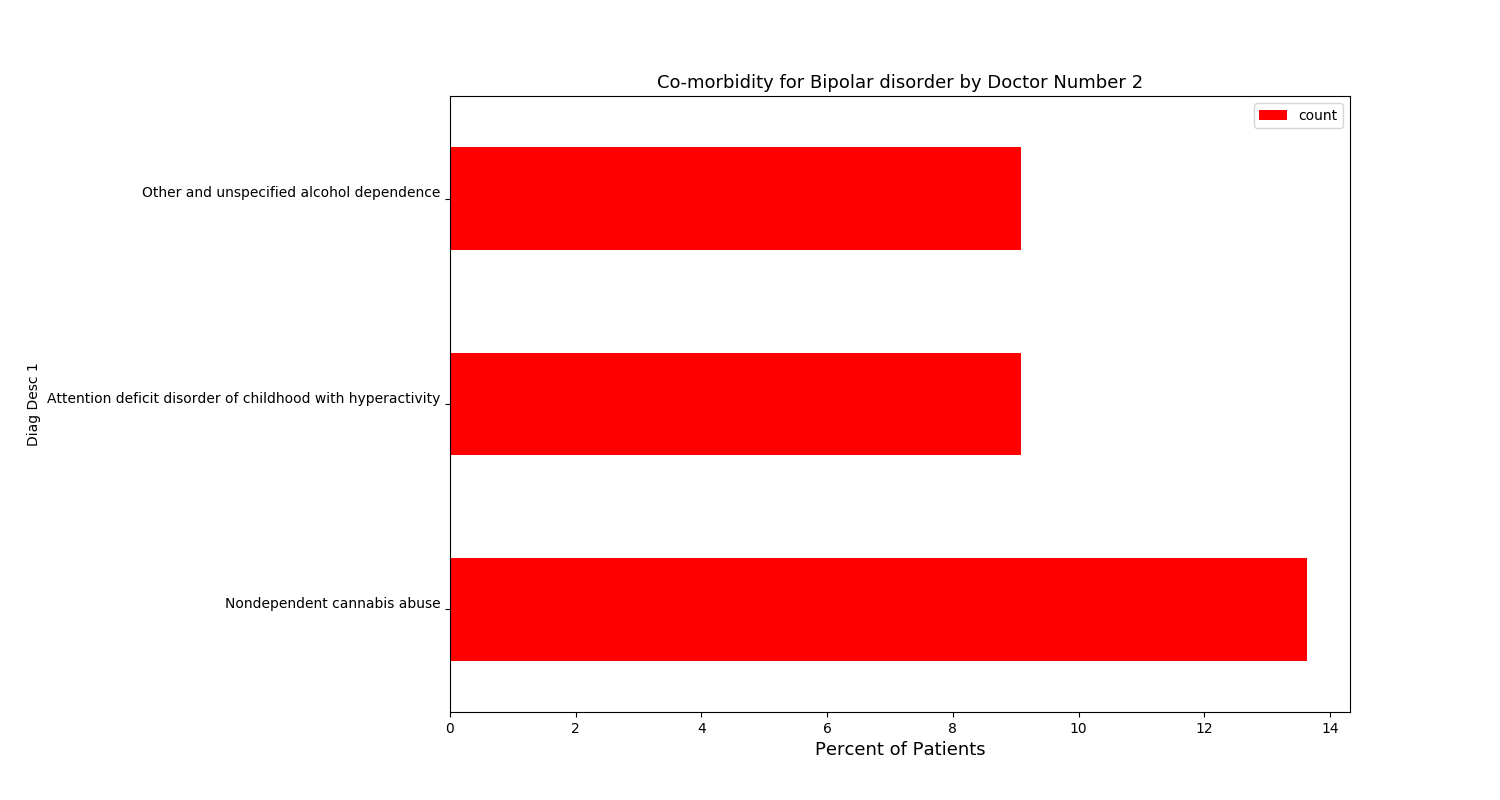 Co-morbidity for Bipolar disorder by Doctor Number 2
count
Other and unspecified alcohol dependence
Attention deficit disorder of childhood with hyperactivity
Nondependent cannabis abuse
Diag Desc 1
0 2 4 6 8 10 12 14
Percent of Patients